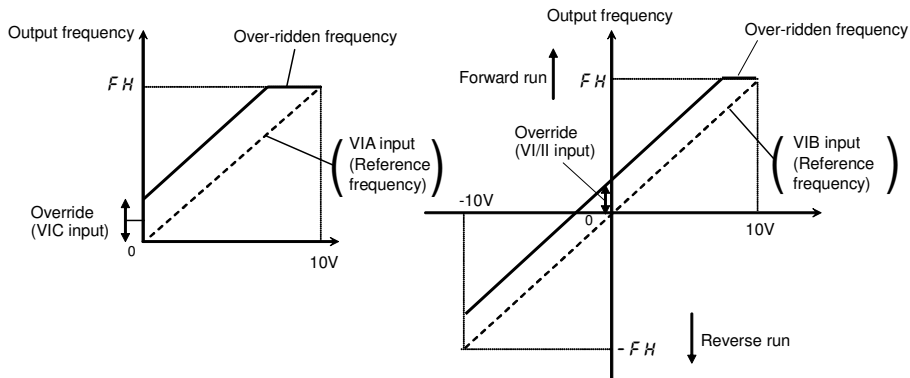 Output frequency
Over-ridden frequency
FH
VIA input
(Reference
frequency)
Override
(VIC input)
0
10V
Output frequency
Over-ridden frequency
Forward run
FH
Override
(VI/II input)
VIB input
(Reference
frequency)
-10V
0
10V
-FH
Reverse run